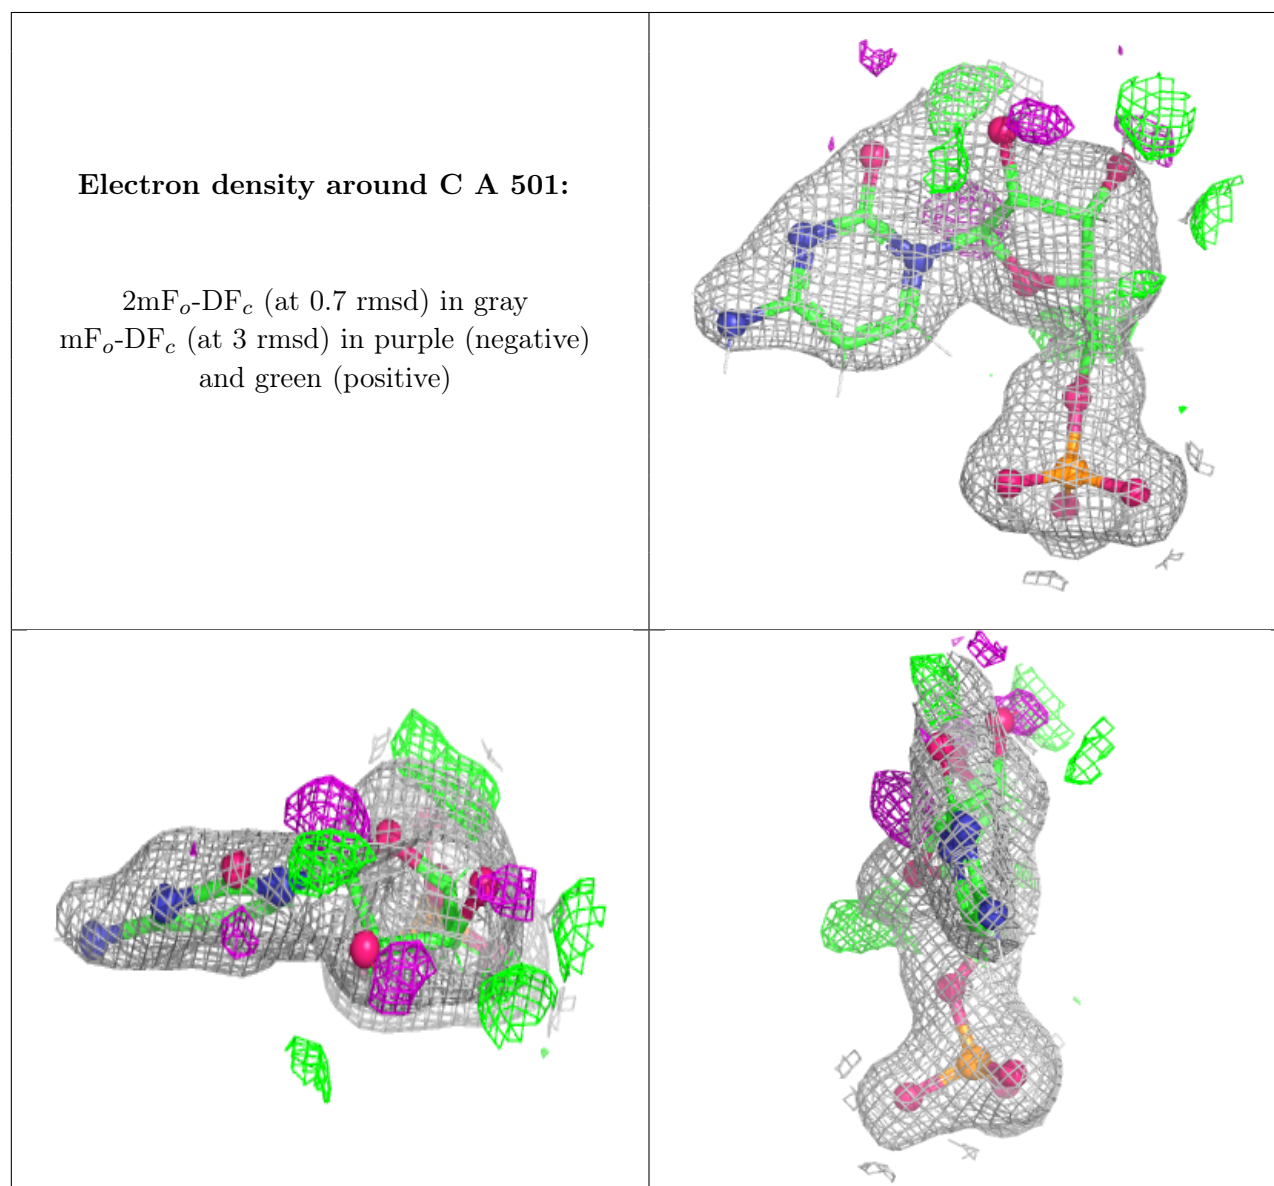 Electron density around C A 501:
2mFₒ-DF𝒸 (at 0.7 rmsd) in gray
mFₒ-DF𝒸 (at 3 rmsd) in purple (negative)
and green (positive)